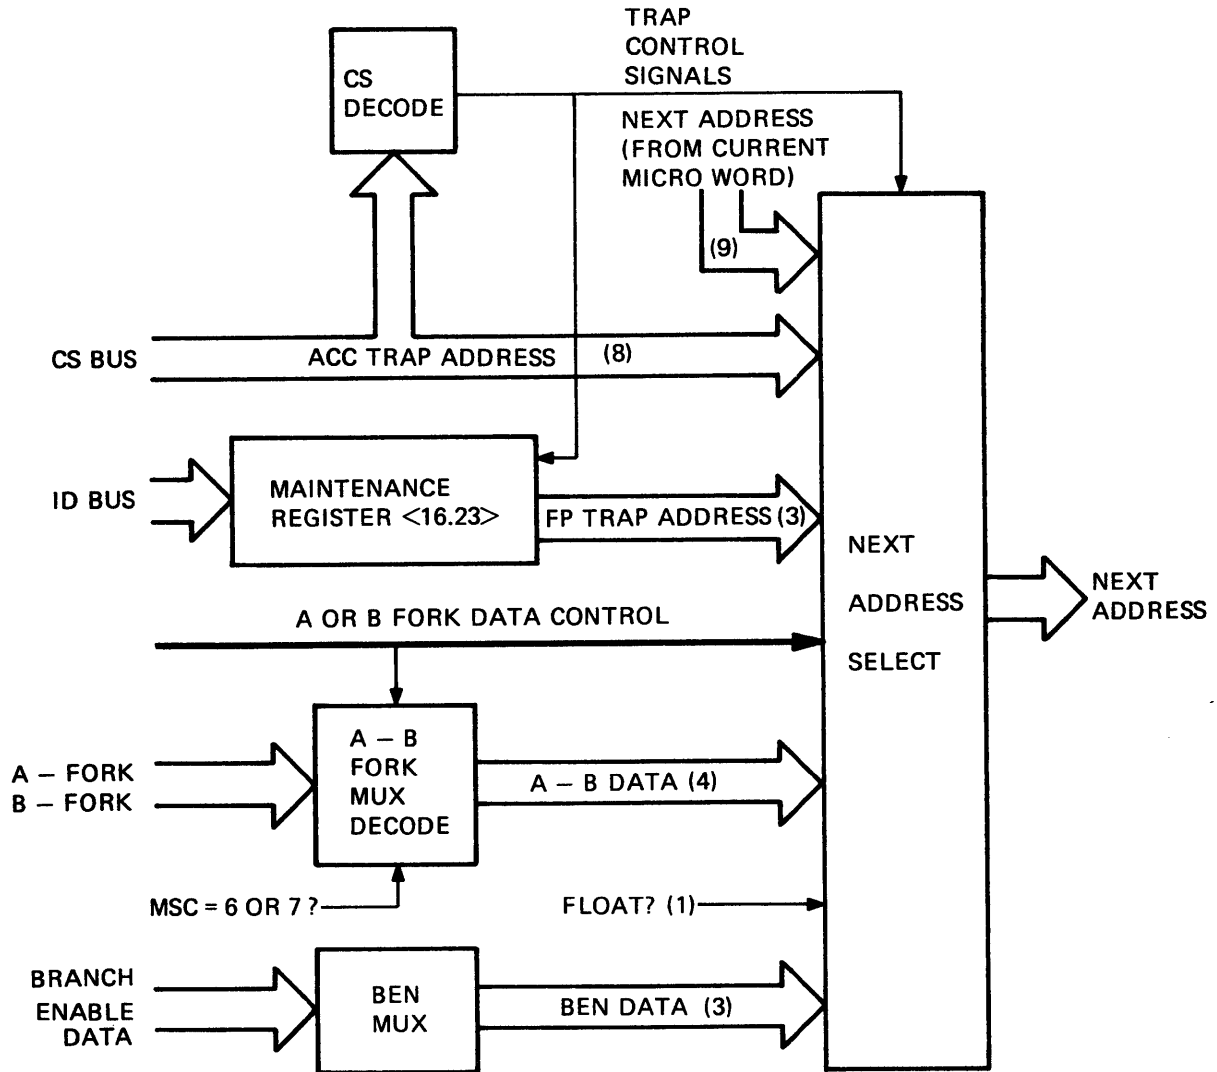 TRAP
CONTROL
SIGNALS
CS
DECODE
NEXT ADDRESS
(FROM CURRENT
MICRO WORD)
(9)
CS BUS
ACC TRAP ADDRESS (8)
ID BUS
MAINTENANCE
REGISTER <16.23>
FP TRAP ADDRESS (3)
NEXT
ADDRESS
SELECT
NEXT
ADDRESS
A OR B FORK DATA CONTROL
A – FORK
B – FORK
A – B
FORK
MUX
DECODE
A – B DATA (4)
MSC = 6 OR 7 ?
FLOAT? (1)
BRANCH
ENABLE
DATA
BEN
MUX
BEN DATA (3)